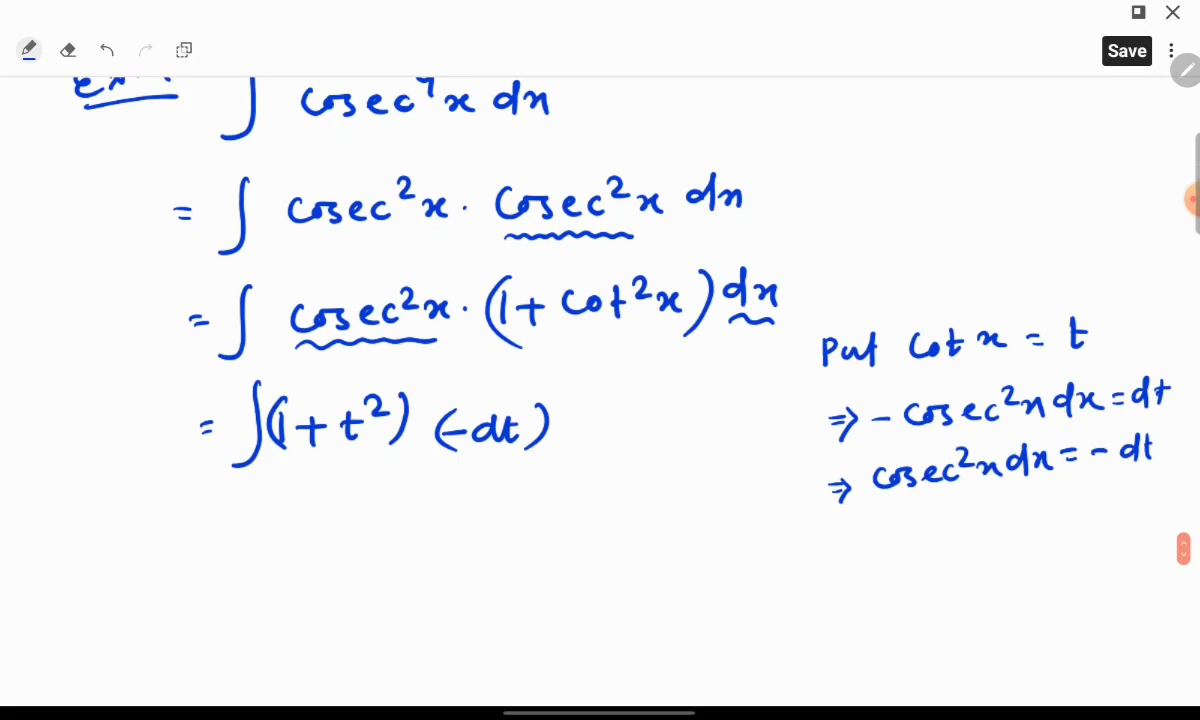 Save
∫ cosec⁴x dx
= ∫ cosec²x · cosec²x dx
= ∫ cosec²x · (1 + cot²x) dx
= ∫(1 + t²) (-dt)
Put cot x = t
⇒ - cosec²x dx = dt
⇒ cosec²x dx = - dt